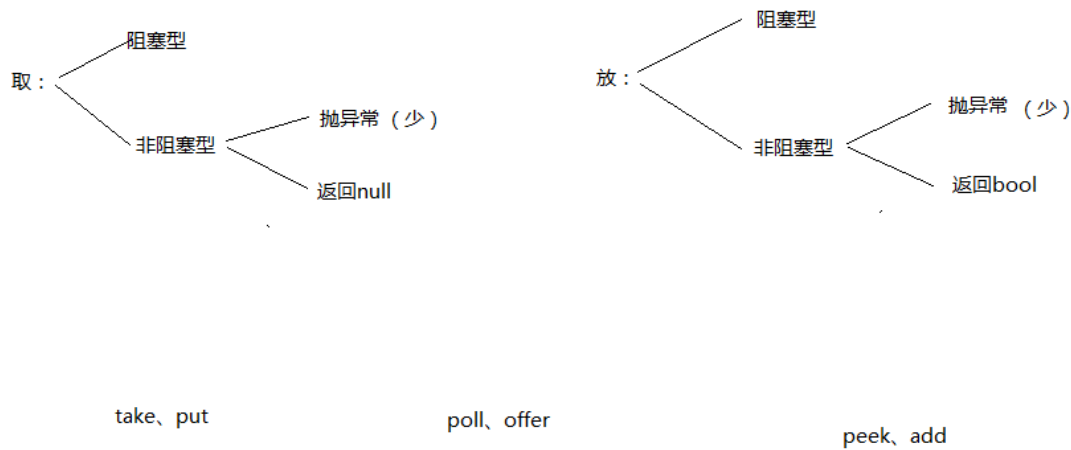 取：
阻塞型
非阻塞型
抛异常（少）
返回null
放：
阻塞型
非阻塞型
抛异常（少）
返回bool
take、put
poll、offer
peek、add